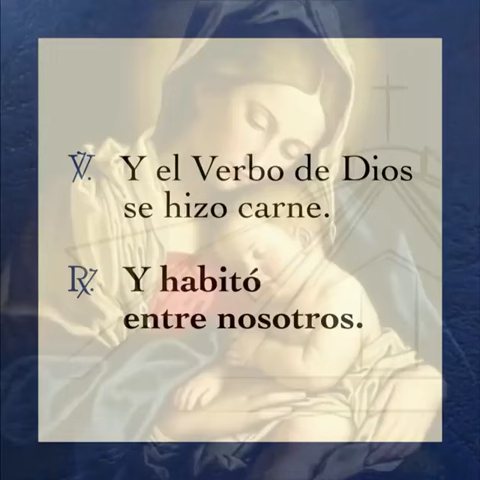 ℣. Y el Verbo de Dios
se hizo carne.
℟. Y habitó
entre nosotros.